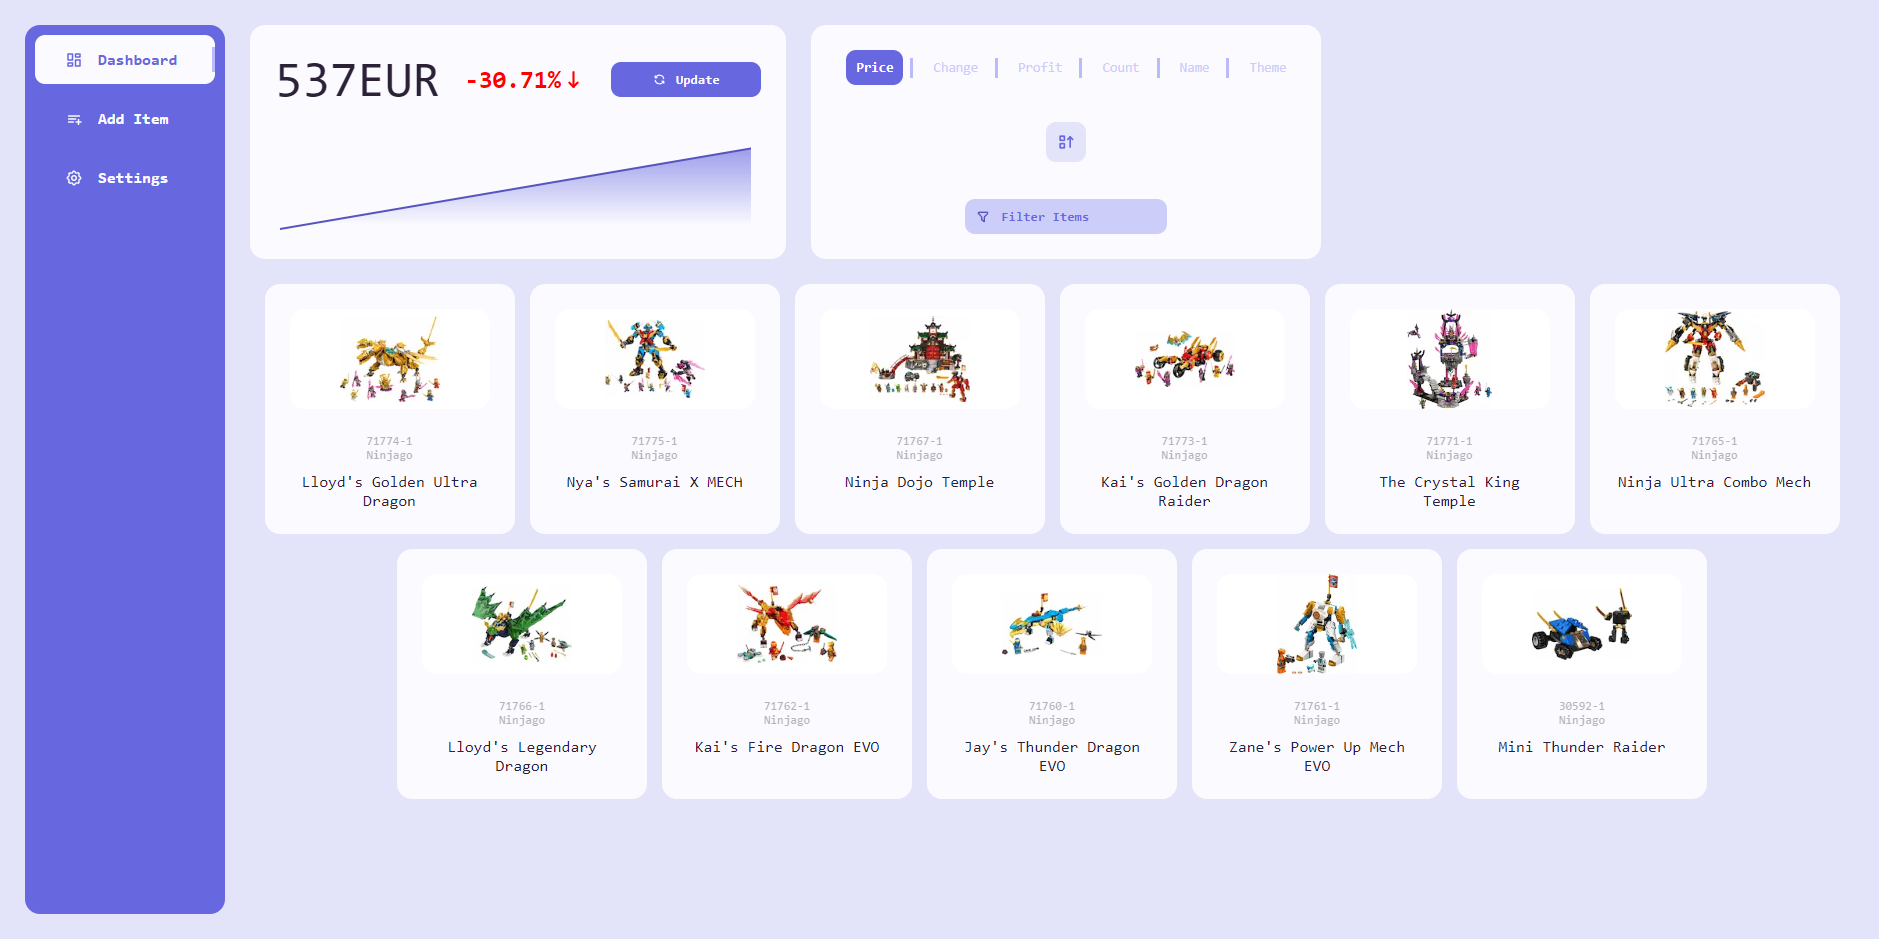 Dashboard
Add Item
Settings
537EUR -30.71%↓ Update
Price Change Profit Count Name Theme
Filter Items
71774-1
Ninjago
Lloyd's Golden Ultra
Dragon
71775-1
Ninjago
Nya's Samurai X MECH
71767-1
Ninjago
Ninja Dojo Temple
71773-1
Ninjago
Kai's Golden Dragon
Raider
71771-1
Ninjago
The Crystal King
Temple
71765-1
Ninjago
Ninja Ultra Combo Mech
71766-1
Ninjago
Lloyd's Legendary
Dragon
71762-1
Ninjago
Kai's Fire Dragon EVO
71760-1
Ninjago
Jay's Thunder Dragon
EVO
71761-1
Ninjago
Zane's Power Up Mech
EVO
30592-1
Ninjago
Mini Thunder Raider